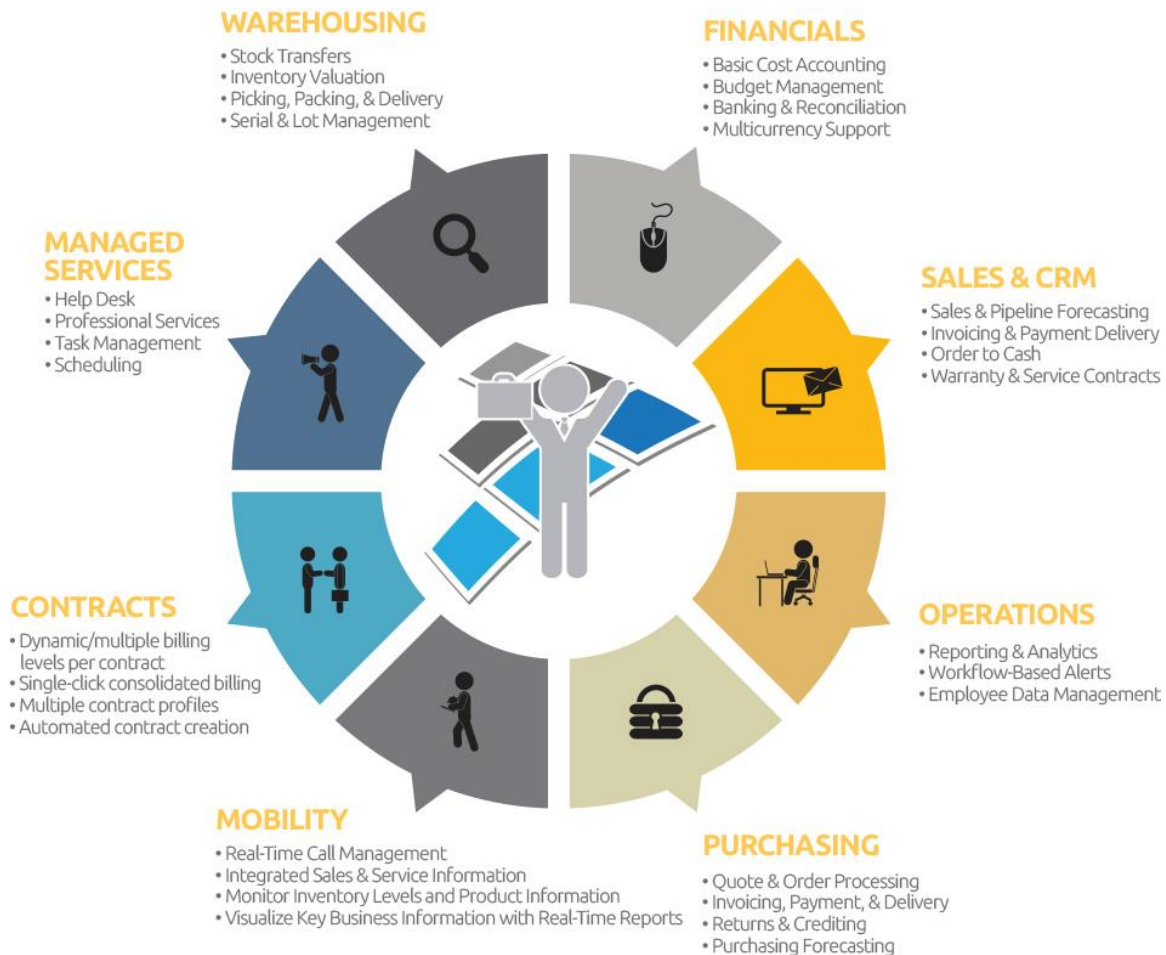 WAREHOUSING
• Stock Transfers
• Inventory Valuation
• Picking, Packing, & Delivery
• Serial & Lot Management
FINANCIALS
• Basic Cost Accounting
• Budget Management
• Banking & Reconciliation
• Multicurrency Support
MANAGED
SERVICES
• Help Desk
• Professional Services
• Task Management
• Scheduling
SALES & CRM
• Sales & Pipeline Forecasting
• Invoicing & Payment Delivery
• Order to Cash
• Warranty & Service Contracts
CONTRACTS
• Dynamic/multiple billing
levels per contract
• Single-click consolidated billing
• Multiple contract profiles
• Automated contract creation
OPERATIONS
• Reporting & Analytics
• Workflow-Based Alerts
• Employee Data Management
MOBILITY
• Real-Time Call Management
• Integrated Sales & Service Information
• Monitor Inventory Levels and Product Information
• Visualize Key Business Information with Real-Time Reports
PURCHASING
• Quote & Order Processing
• Invoicing, Payment, & Delivery
• Returns & Crediting
• Purchasing Forecasting